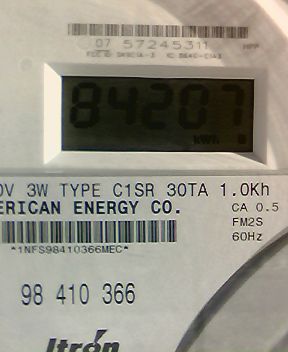 07 57245311
84207
kWh
0V 3W TYPE C1SR 30TA 1.0Kh
ERICAN ENERGY CO. CA 0.5
FM2S
60Hz
*1NFS98410366MEC*
98 410 366
Itron